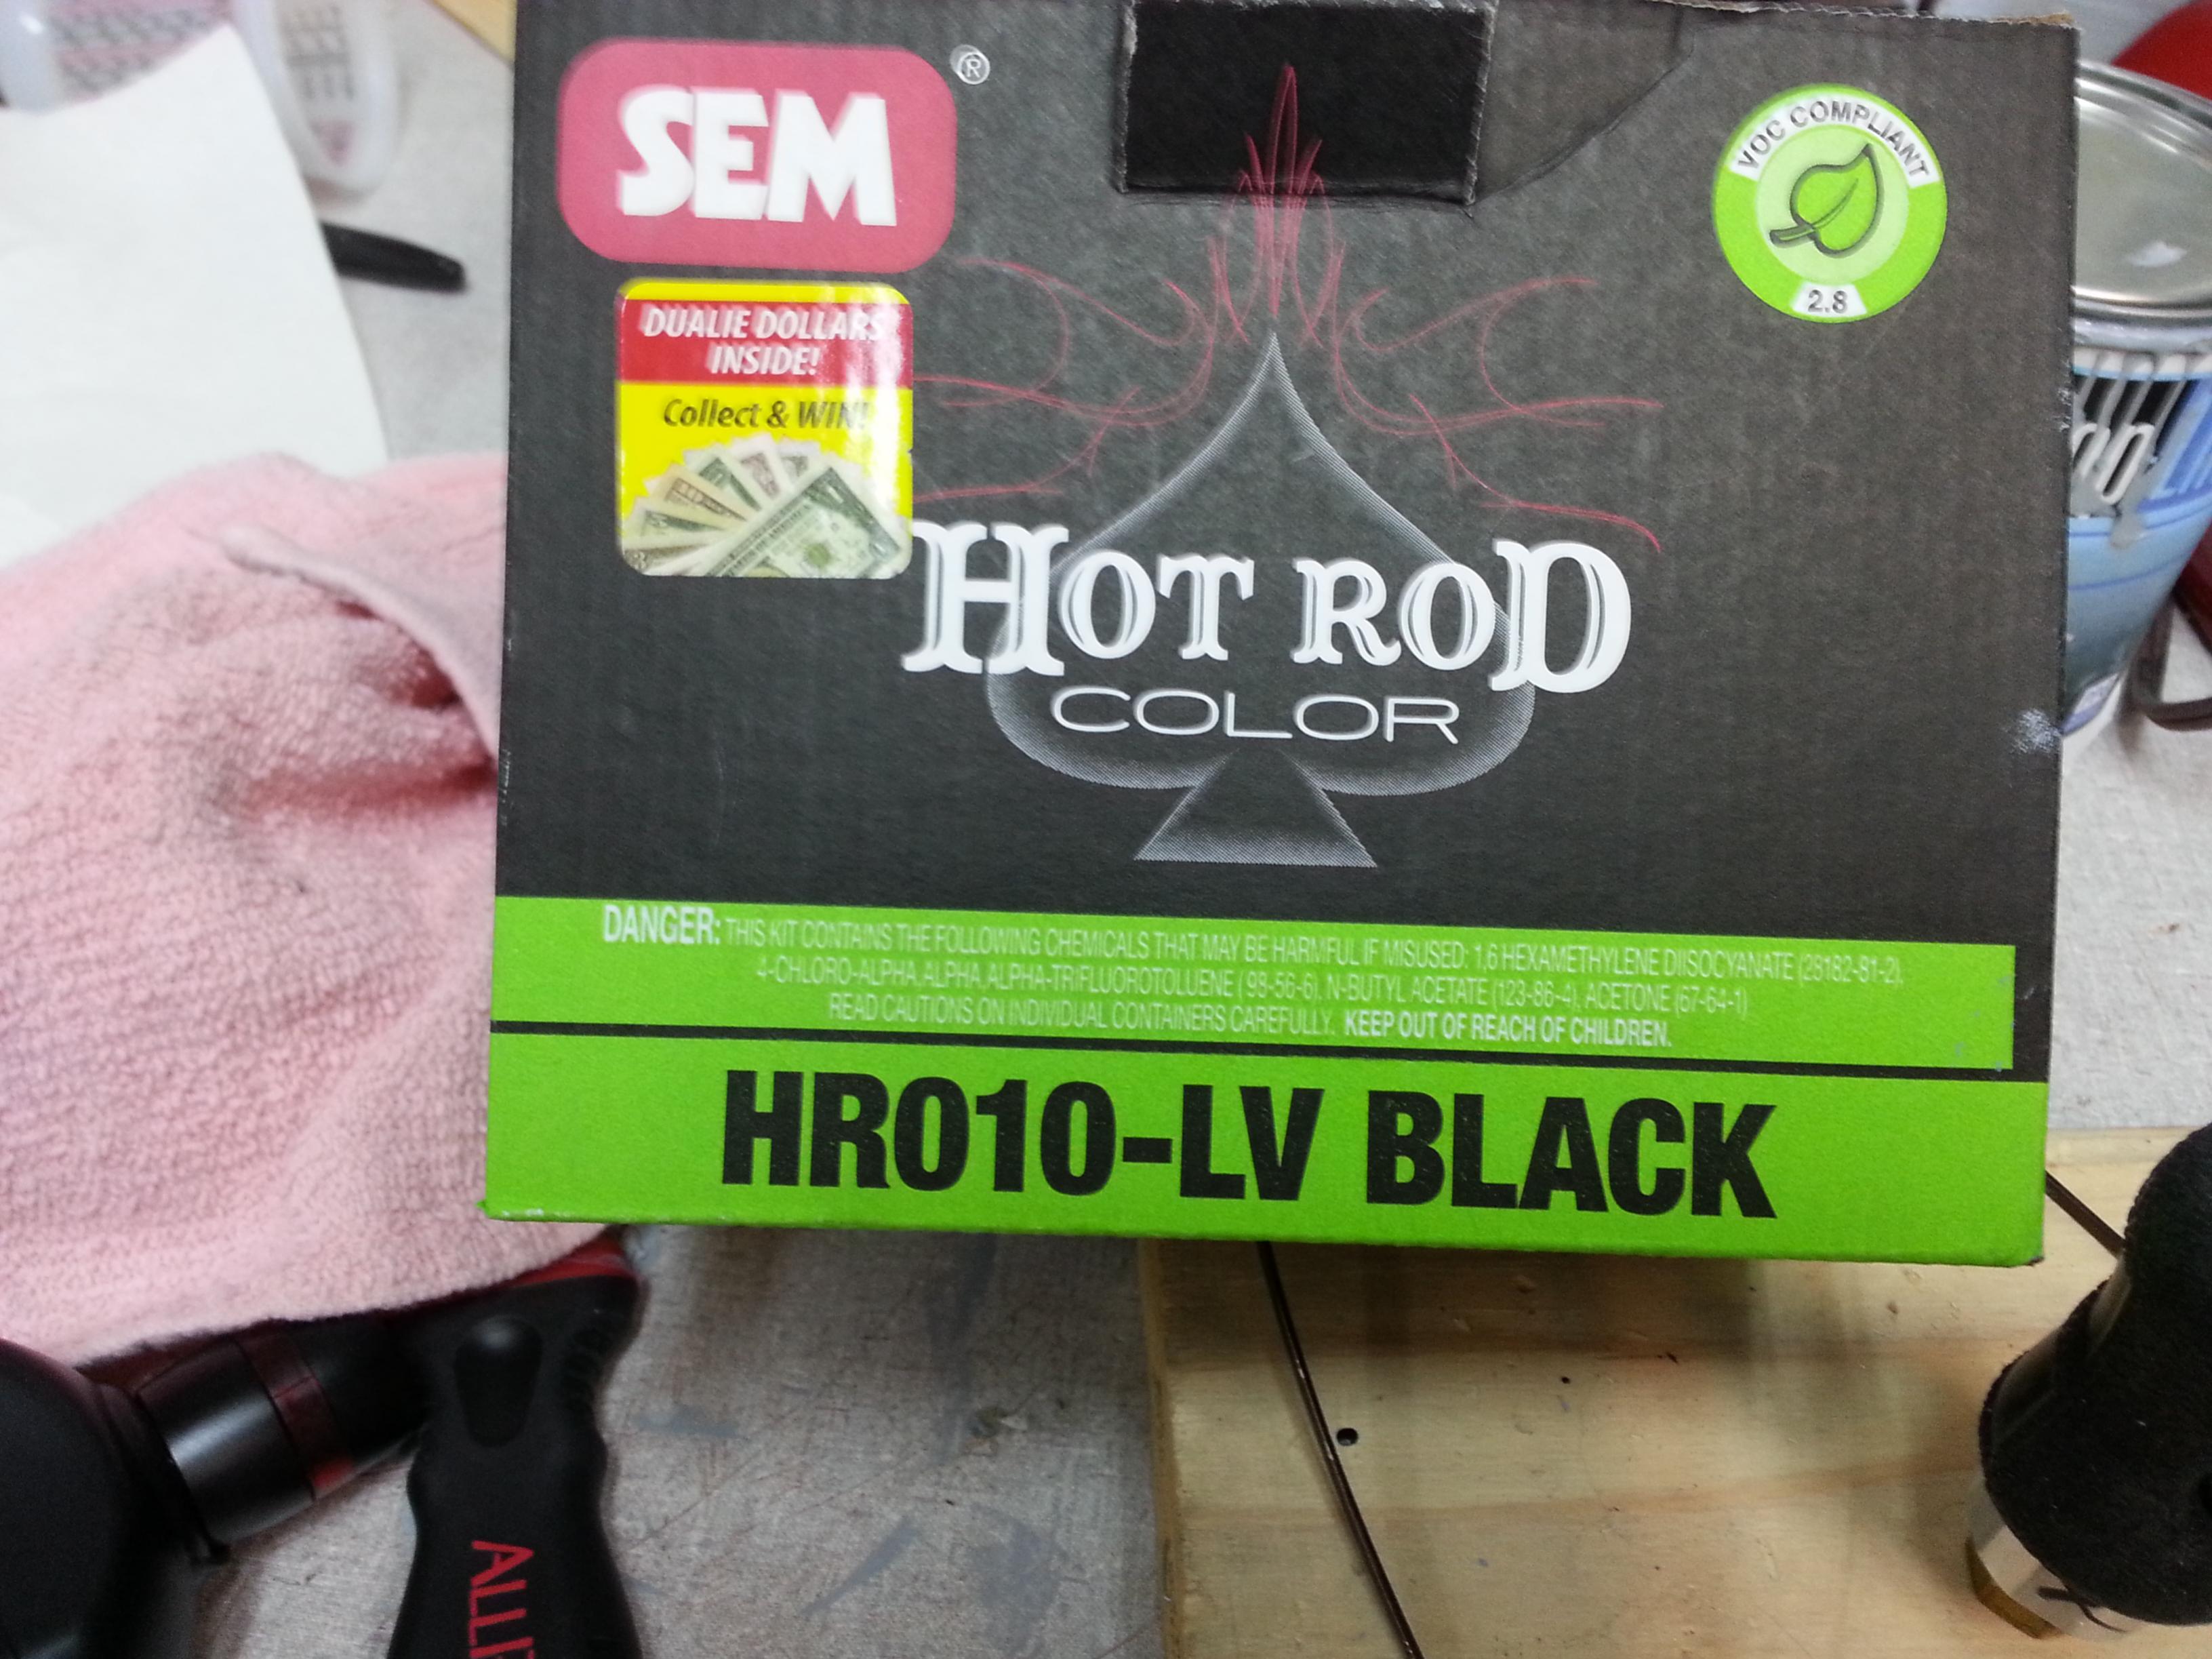 SEM ®
VOC COMPLIANT
2.8
DUALIE DOLLARS
INSIDE!
Collect & WIN!
HOT ROD
COLOR
DANGER: THIS KIT CONTAINS THE FOLLOWING CHEMICALS THAT MAY BE HARMFUL IF MISUSED: 1,6 HEXAMETHYLENE DIISOCYANATE (28182-81-2),
4-CHLORO-ALPHA,ALPHA,ALPHA-TRIFLUOROTOLUENE (98-56-6), N-BUTYL ACETATE (123-86-4), ACETONE (67-64-1)
READ CAUTIONS ON INDIVIDUAL CONTAINERS CAREFULLY. KEEP OUT OF REACH OF CHILDREN.
HR010-LV BLACK